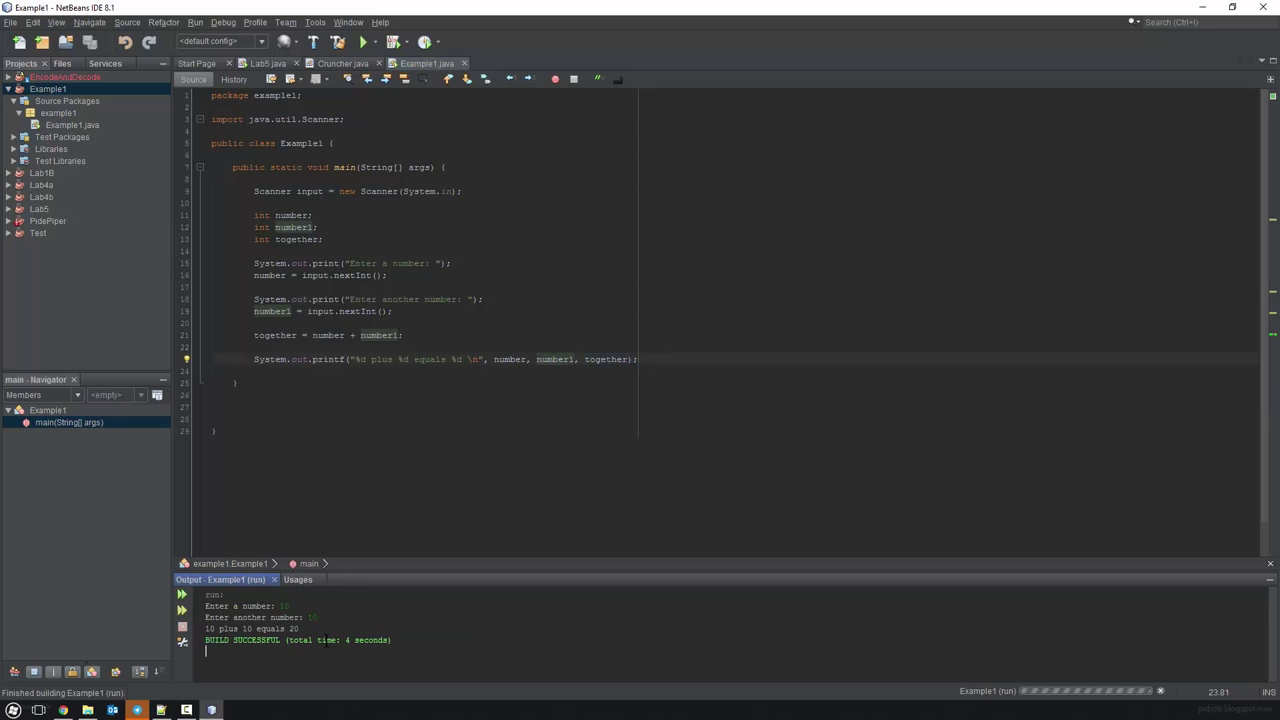 Example1 - NetBeans IDE 8.1
File Edit View Navigate Source Refactor Run Debug Profile Team Tools Window Help
Search (Ctrl+I)
<default config>
Projects Files Services
Start Page Lab5.java Cruncher.java Example1.java
Source History
EncodeAndDecode
Example1
Source Packages
example1
Example1.java
Test Packages
Libraries
Test Libraries
Lab1B
Lab4a
Lab4b
Lab5
PidePiper
Test
1 package example1;
2
3 import java.util.Scanner;
4
5 public class Example1 {
6
7 public static void main(String[] args) {
8
9 Scanner input = new Scanner(System.in);
10
11 int number;
12 int number1;
13 int together;
14
15 System.out.print("Enter a number: ");
16 number = input.nextInt();
17
18 System.out.print("Enter another number: ");
19 number1 = input.nextInt();
20
21 together = number + number1;
22
System.out.printf("%d plus %d equals %d \n", number, number1, together);
24
25 }
26
27
28
29 }
main - Navigator
Members <empty>
Example1
main(String[] args)
example1.Example1 main
Output - Example1 (run) Usages
run:
Enter a number: 10
Enter another number: 10
10 plus 10 equals 20
BUILD SUCCESSFUL (total time: 4 seconds)
Finished building Example1 (run).
Example1 (run)
23:81 INS
pcbots.blogspot.com